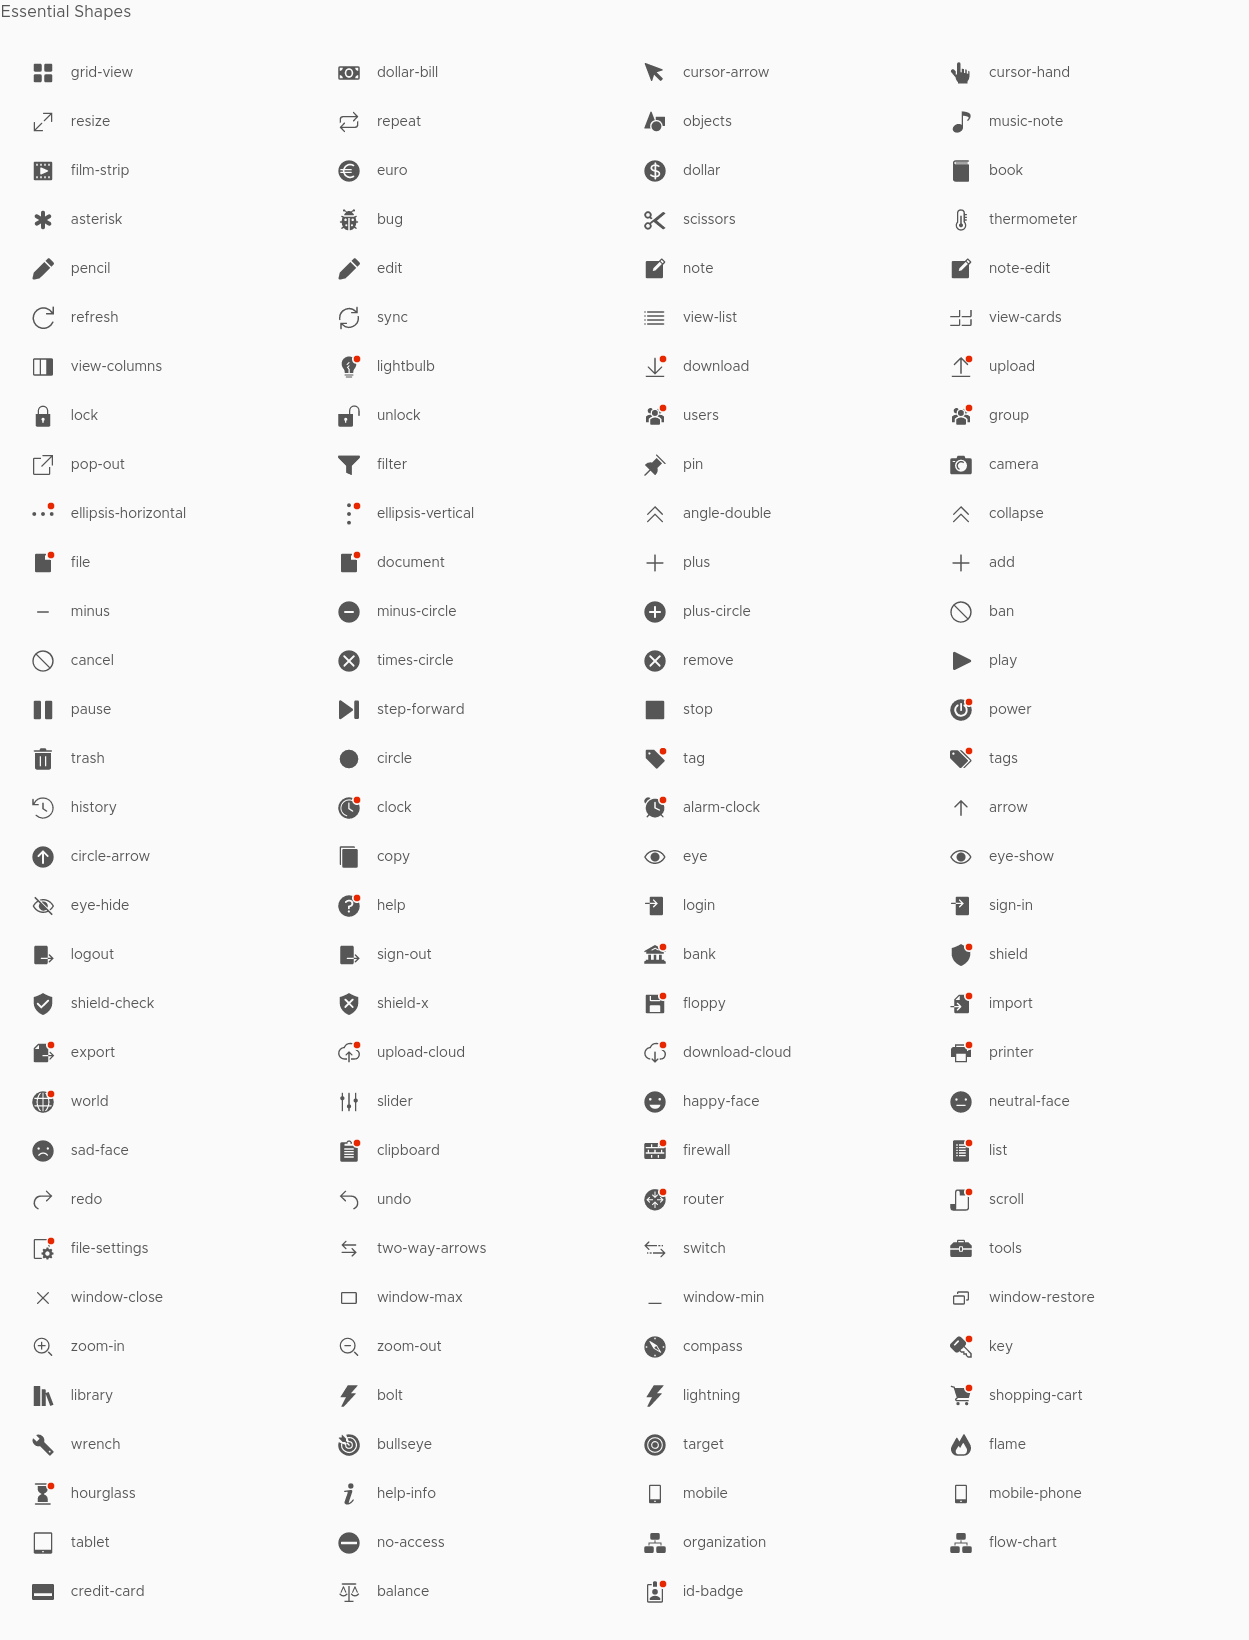 Essential Shapes
grid-view dollar-bill cursor-arrow cursor-hand
resize repeat objects music-note
film-strip euro dollar book
asterisk bug scissors thermometer
pencil edit note note-edit
refresh sync view-list view-cards
view-columns lightbulb download upload
lock unlock users group
pop-out filter pin camera
ellipsis-horizontal ellipsis-vertical angle-double collapse
file document plus add
minus minus-circle plus-circle ban
cancel times-circle remove play
pause step-forward stop power
trash circle tag tags
history clock alarm-clock arrow
circle-arrow copy eye eye-show
eye-hide help login sign-in
logout sign-out bank shield
shield-check shield-x floppy import
export upload-cloud download-cloud printer
world slider happy-face neutral-face
sad-face clipboard firewall list
redo undo router scroll
file-settings two-way-arrows switch tools
window-close window-max window-min window-restore
zoom-in zoom-out compass key
library bolt lightning shopping-cart
wrench bullseye target flame
hourglass help-info mobile mobile-phone
tablet no-access organization flow-chart
credit-card balance id-badge